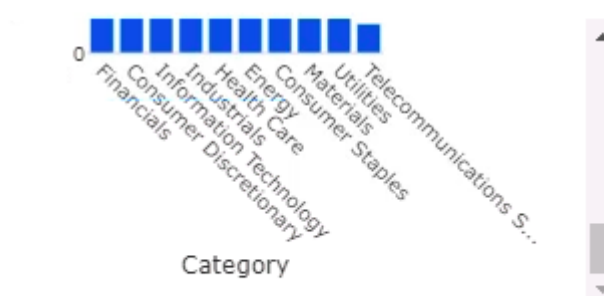 0
Financials
Consumer Discretionary
Information Technology
Industrials
Health Care
Energy
Consumer Staples
Materials
Utilities
Telecommunications S...
Category